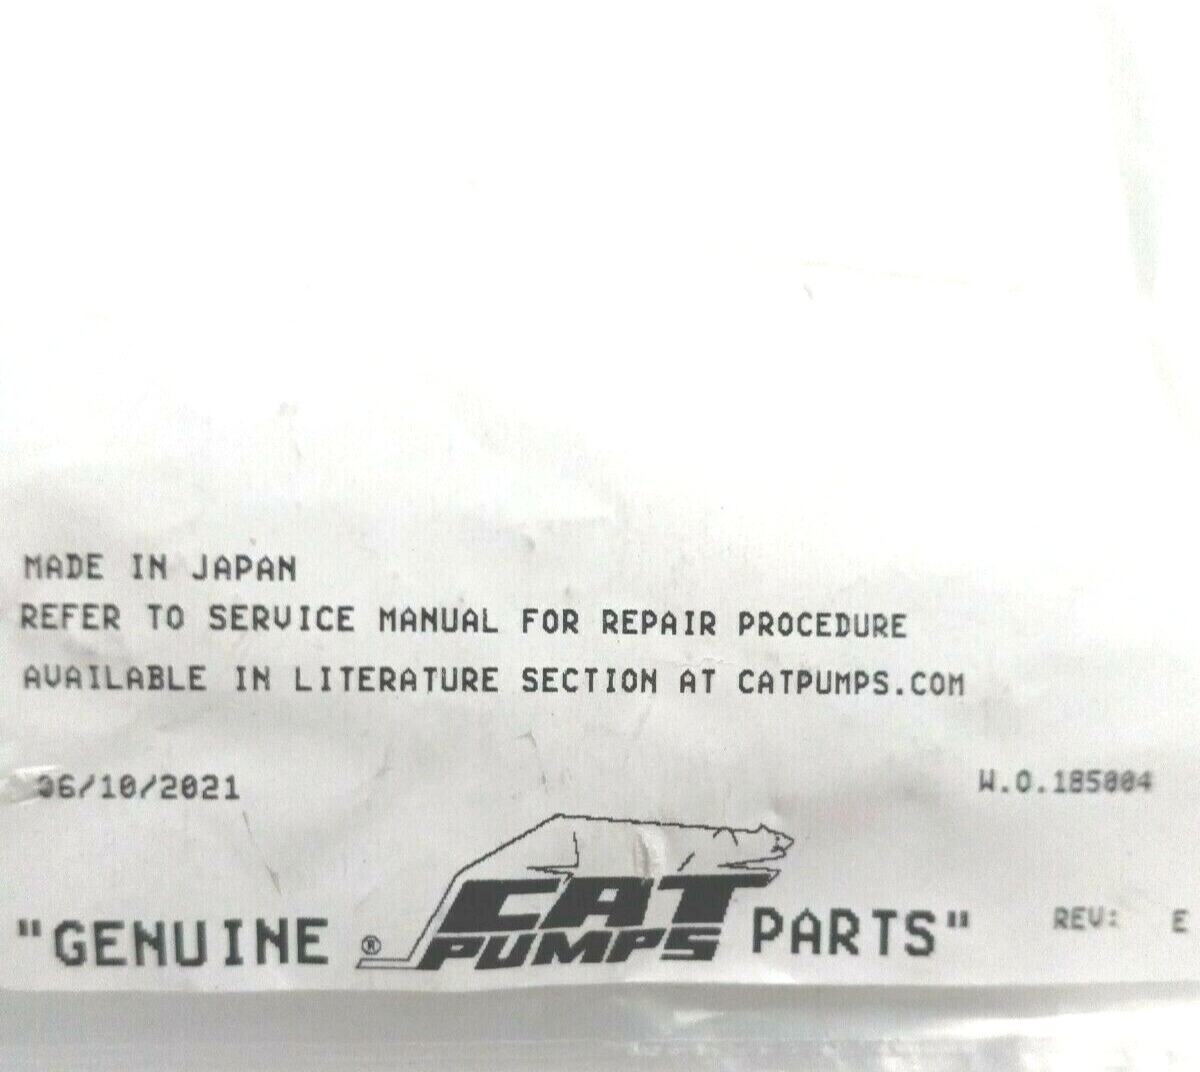 MADE IN JAPAN
REFER TO SERVICE MANUAL FOR REPAIR PROCEDURE
AVAILABLE IN LITERATURE SECTION AT CATPUMPS.COM
06/10/2021 W.O.185004
"GENUINE ® CAT PUMPS PARTS" REV: E